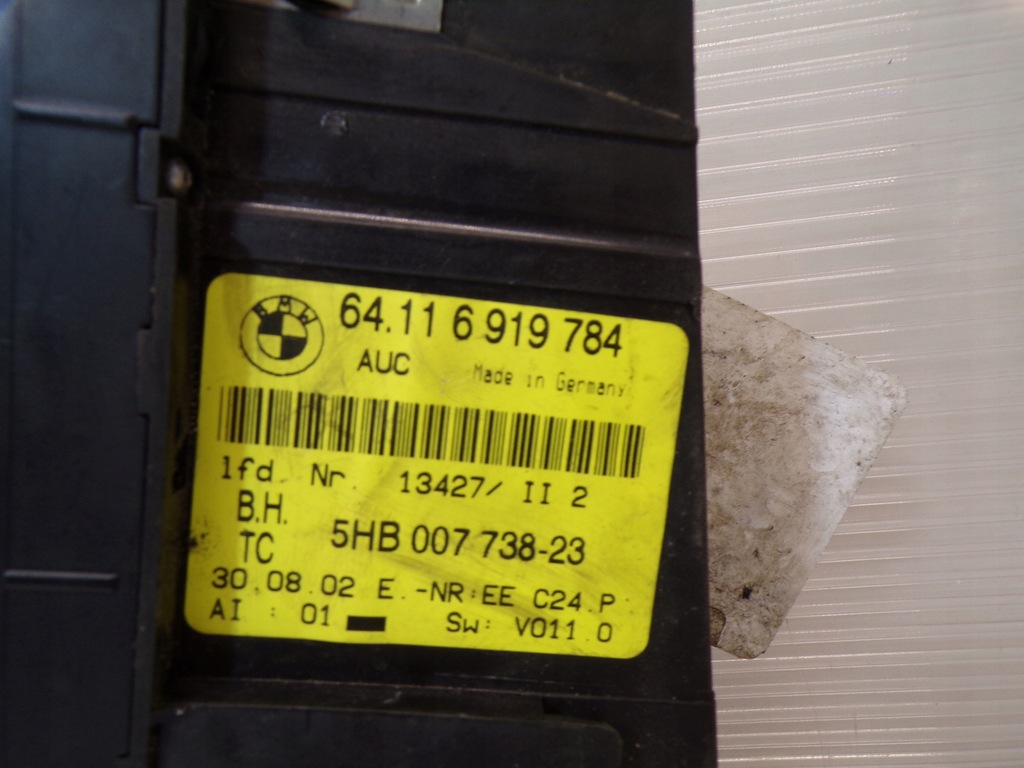 BMW
64.11 6 919 784
AUC Made in Germany
lfd. Nr. 13427/ II 2
B.H.
TC 5HB 007 738-23
30.08.02 E.-NR:EE C24.P
AI : 01 Sw: V011.0